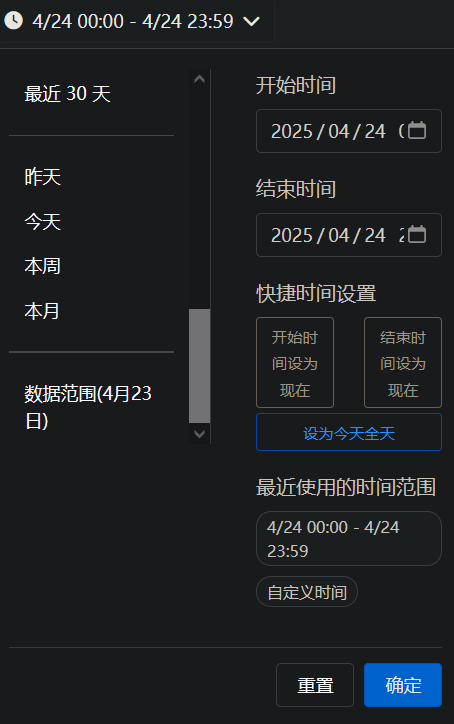 4/24 00:00 - 4/24 23:59
最近 30 天
昨天
今天
本周
本月
数据范围(4月23
日)
开始时间
2025/04/24
结束时间
2025/04/24
快捷时间设置
开始时
间设为
现在
结束时
间设为
现在
设为今天全天
最近使用的时间范围
4/24 00:00 - 4/24
23:59
自定义时间
重置
确定